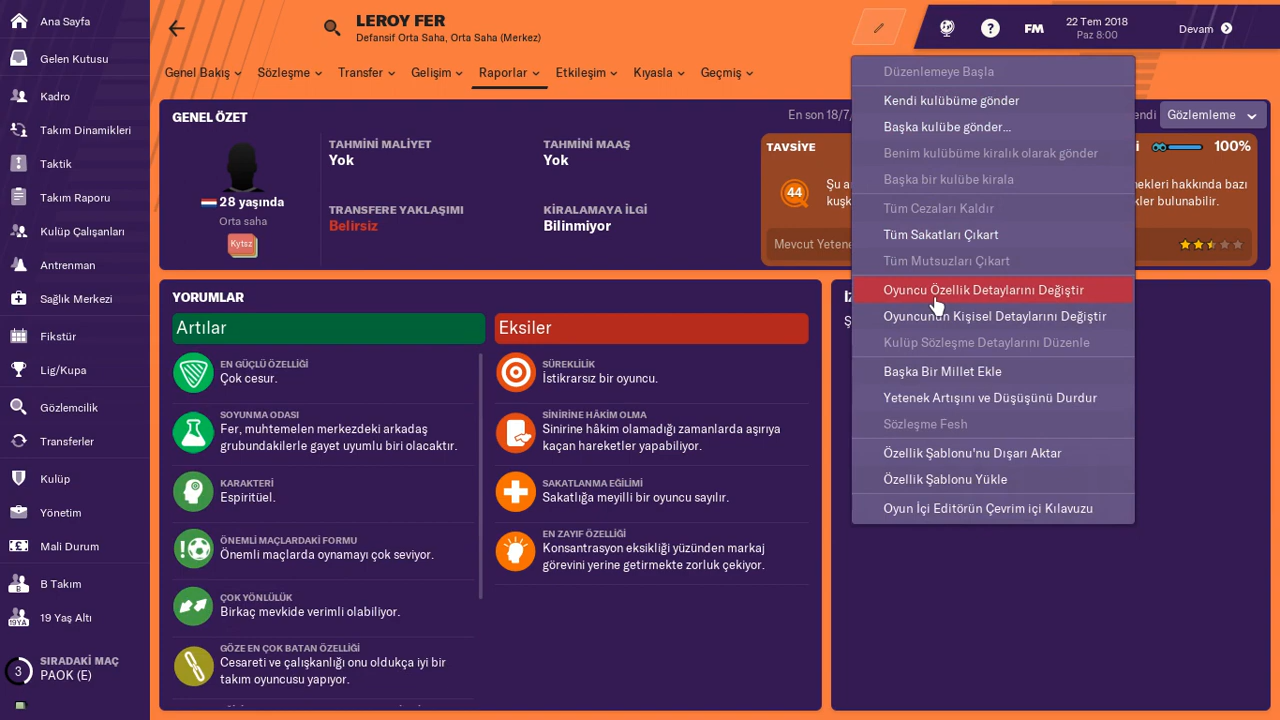 Ana Sayfa
Gelen Kutusu
Kadro
Takım Dinamikleri
Taktik
Takım Raporu
Kulüp Çalışanları
Antrenman
Sağlık Merkezi
Fikstür
Lig/Kupa
Gözlemcilik
Transferler
Kulüp
Yönetim
Mali Durum
B
B Takım
19YA
19 Yaş Altı
3
SIRADAKİ MAÇ
PAOK (E)
LEROY FER
Defansif Orta Saha, Orta Saha (Merkez)
FM
22 Tem 2018
Paz 8:00
Devam
Genel Bakış
Sözleşme
Transfer
Gelişim
Raporlar
Etkileşim
Kıyasla
Geçmiş
GENEL ÖZET
En son 18/7/
Gözlemleme
28 yaşında
Orta saha
Kytsz
TAHMİNİ MALİYET
Yok
TAHMİNİ MAAŞ
Yok
TRANSFERE YAKLAŞIMI
Belirsiz
KİRALAMAYA İLGİ
Bilinmiyor
TAVSİYE
100%
44
Mevcut Yetene
YORUMLAR
Artılar
EN GÜÇLÜ ÖZELLİĞİ
Çok cesur.
SOYUNMA ODASI
Fer, muhtemelen merkezdeki arkadaş
grubundakilerle gayet uyumlu biri olacaktır.
KARAKTERİ
Espiritüel.
ÖNEMLİ MAÇLARDAKİ FORMU
Önemli maçlarda oynamayı çok seviyor.
ÇOK YÖNLÜLÜK
Birkaç mevkide verimli olabiliyor.
GÖZE EN ÇOK BATAN ÖZELLİĞİ
Cesareti ve çalışkanlığı onu oldukça iyi bir
takım oyuncusu yapıyor.
Eksiler
SÜREKLİLİK
İstikrarsız bir oyuncu.
SİNİRİNE HÂKİM OLMA
Sinirine hâkim olamadığı zamanlarda aşırıya
kaçan hareketler yapabiliyor.
SAKATLANMA EĞİLİMİ
Sakatlığa meyilli bir oyuncu sayılır.
EN ZAYIF ÖZELLİĞİ
Konsantrasyon eksikliği yüzünden markaj
görevini yerine getirmekte zorluk çekiyor.
Düzenlemeye Başla
Kendi kulübüme gönder
Başka kulübe gönder...
Benim kulübüme kiralık olarak gönder
Başka bir kulübe kirala
Tüm Cezaları Kaldır
Tüm Sakatları Çıkart
Tüm Mutsuzları Çıkart
Oyuncu Özellik Detaylarını Değiştir
Oyuncunun Kişisel Detaylarını Değiştir
Kulüp Sözleşme Detaylarını Düzenle
Başka Bir Millet Ekle
Yetenek Artışını ve Düşüşünü Durdur
Sözleşme Fesh
Özellik Şablonu'nu Dışarı Aktar
Özellik Şablonu Yükle
Oyun İçi Editörün Çevrim içi Kılavuzu